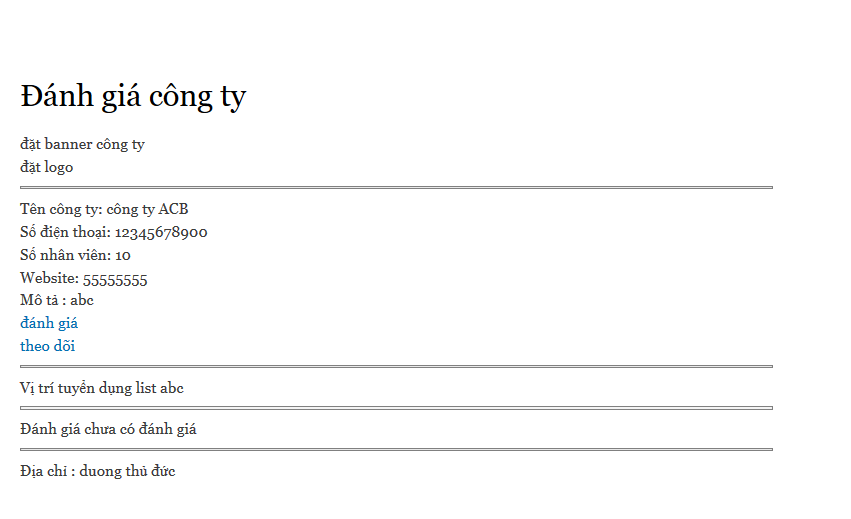 Đánh giá công ty
đặt banner công ty
đặt logo
Tên công ty: công ty ACB
Số điện thoại: 12345678900
Số nhân viên: 10
Website: 55555555
Mô tả : abc
đánh giá
theo dõi
Vị trí tuyển dụng list abc
Đánh giá chưa có đánh giá
Địa chỉ : duong thủ đức